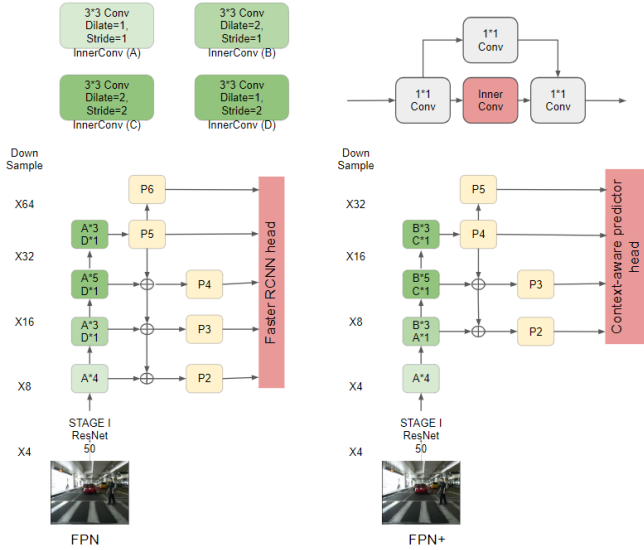 3*3 Conv
Dilate=1,
Stride=1
InnerConv (A)
3*3 Conv
Dilate=2,
Stride=1
InnerConv (B)
3*3 Conv
Dilate=2,
Stride=2
InnerConv (C)
3*3 Conv
Dilate=1,
Stride=2
InnerConv (D)
1*1
Conv
1*1
Conv
Inner
Conv
1*1
Conv
Down
Sample
X64
X32
X16
X8
X4
P6
A*3
D*1
P5
A*5
D*1
P4
A*3
D*1
P3
A*4
P2
Faster RCNN head
STAGE I
ResNet
50
FPN
Down
Sample
X32
X16
X8
X4
X4
P5
B*3
C*1
P4
B*5
C*1
P3
B*3
A*1
P2
A*4
Context-aware predictor
head
STAGE I
ResNet
50
FPN+